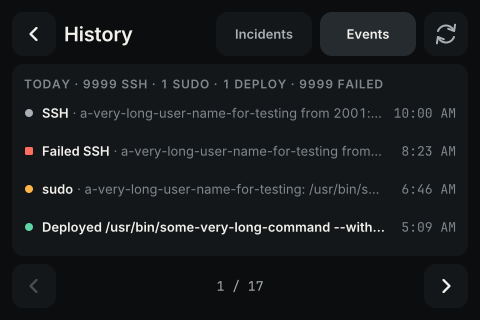 History
Incidents
Events
TODAY · 9999 SSH · 1 SUDO · 1 DEPLOY · 9999 FAILED
SSH · a-very-long-user-name-for-testing from 2001:... 10:00 AM
Failed SSH · a-very-long-user-name-for-testing from... 8:23 AM
sudo · a-very-long-user-name-for-testing: /usr/bin/s... 6:46 AM
Deployed /usr/bin/some-very-long-command --with... 5:09 AM
1 / 17